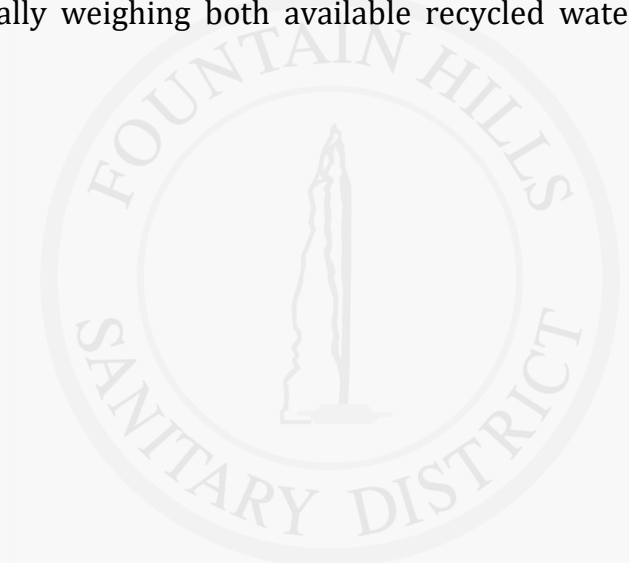 ally weighing both available recycled wate
FOUNTAIN HILLS
SANITARY DISTRICT